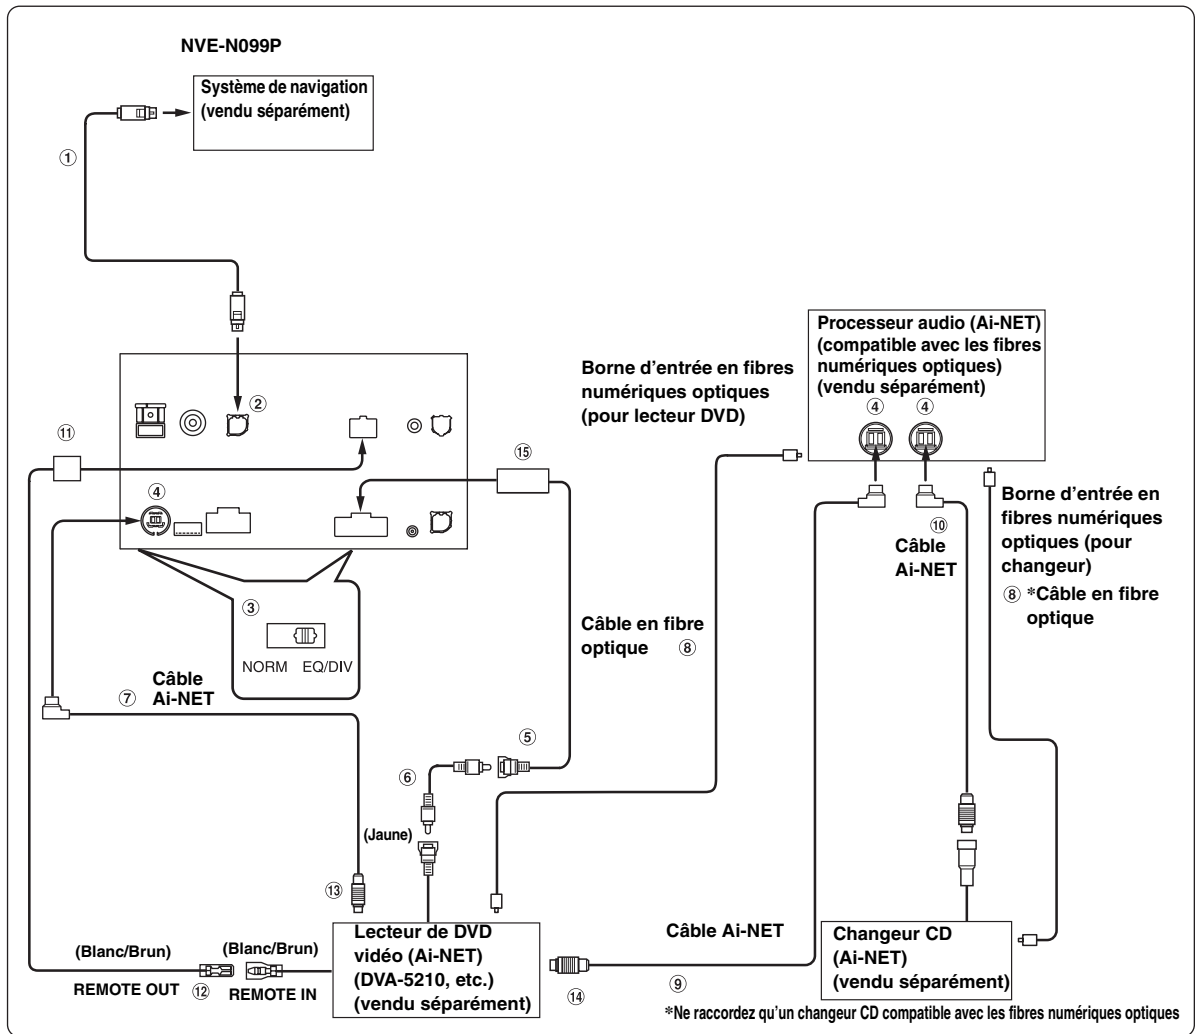 NVE-N099P
Système de navigation
(vendu séparément)
①
②
⑪
④
③
NORM EQ/DIV
Câble
Ai-NET
⑦
⑮
Borne d'entrée en fibres
numériques optiques
(pour lecteur DVD)
Processeur audio (Ai-NET)
(compatible avec les fibres
numériques optiques)
(vendu séparément)
④ ④
⑩
Câble
Ai-NET
Borne d'entrée en
fibres numériques
optiques (pour
changeur)
⑧ *Câble en fibre
optique
Câble en fibre
optique ⑧
⑤
⑥
(Jaune)
⑬
(Blanc/Brun)
REMOTE OUT
⑫
(Blanc/Brun)
REMOTE IN
Lecteur de DVD
vidéo (Ai-NET)
(DVA-5210, etc.)
(vendu séparément)
⑭
Câble Ai-NET
⑨
Changeur CD
(Ai-NET)
(vendu séparément)
*Ne raccordez qu'un changeur CD compatible avec les fibres numériques optiques